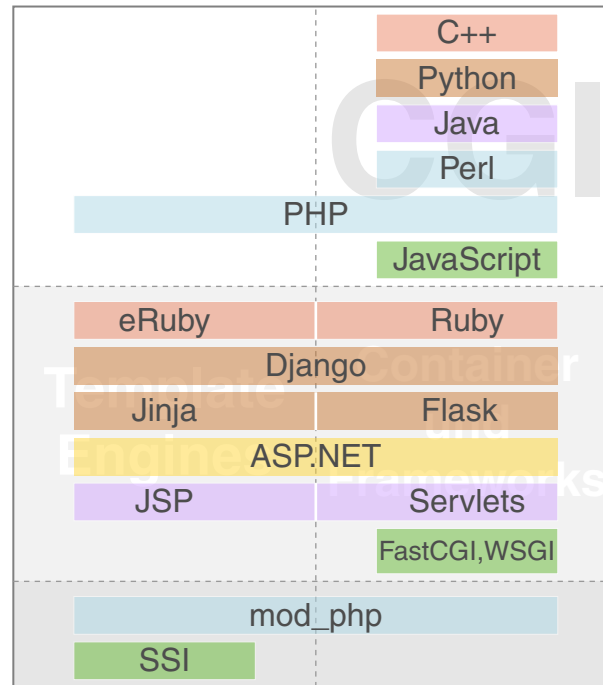 C++
Python
CGI
Java
Perl
PHP
JavaScript
eRuby Ruby
Django
Template
Engines
Container
und
Frameworks
Jinja Flask
ASP.NET
JSP Servlets
FastCGI,WSGI
mod_php
SSI